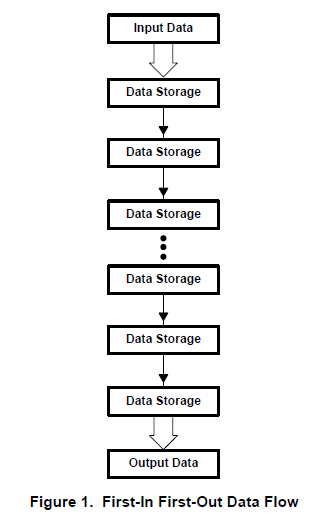 Input Data
Data Storage
Data Storage
Data Storage
Data Storage
Data Storage
Data Storage
Output Data
Figure 1. First-In First-Out Data Flow